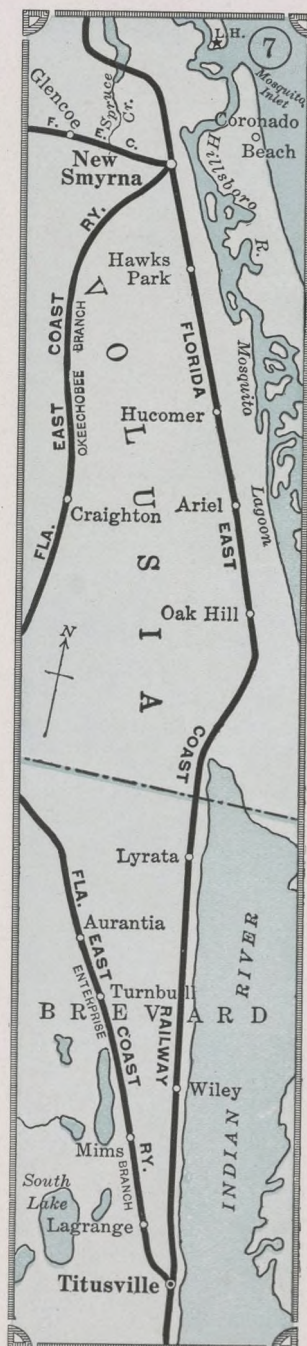 L.H.
7
Mosquito
Inlet
Coronado
Beach
Glencoe
Spruce
Cr.
F. E. C.
New
Smyrna
Hillsboro
R.
RY.
Hawks
Park
VOLUSIA
FLA. EAST COAST
OKEECHOBEE BRANCH
FLORIDA EAST COAST RAILWAY
Mosquito
Lagoon
Hucomer
Craighton
Ariel
Oak Hill
N
Lyrata
FLA. EAST COAST RY.
ENTERPRISE BRANCH
Aurantia
Turnbull
BREVARD
INDIAN RIVER
Wiley
Mims
South
Lake
Lagrange
Titusville